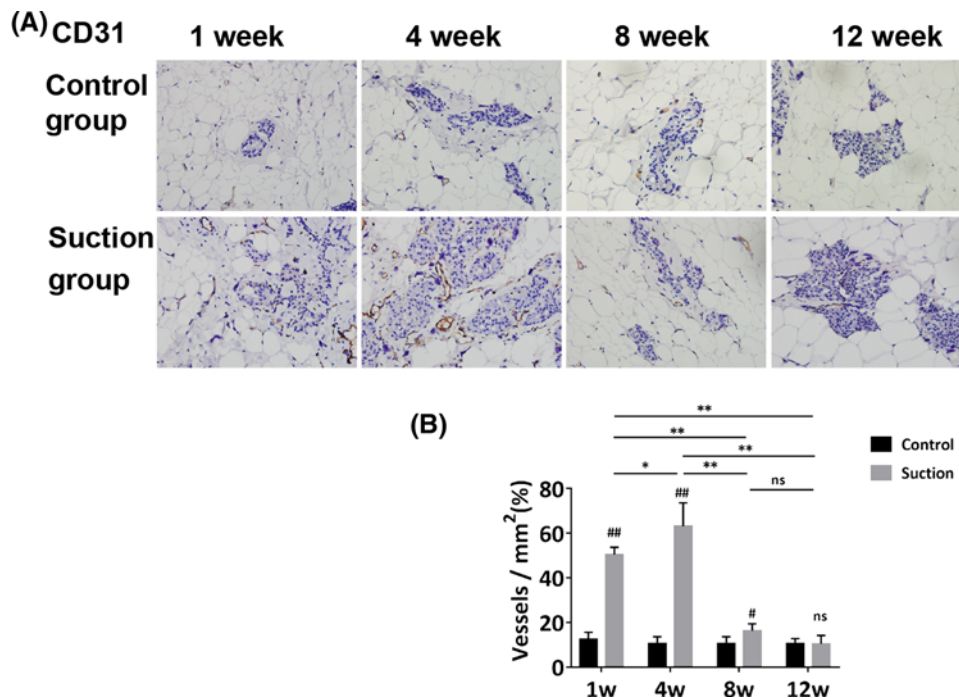 (A) CD31 1 week 4 week 8 week 12 week
Control
group
Suction
group
(B)
**
**
**
* **
ns
Control
Suction
Vessels / mm²(%)
80
60
40
20
0
##
##
#
ns
1w 4w 8w 12w